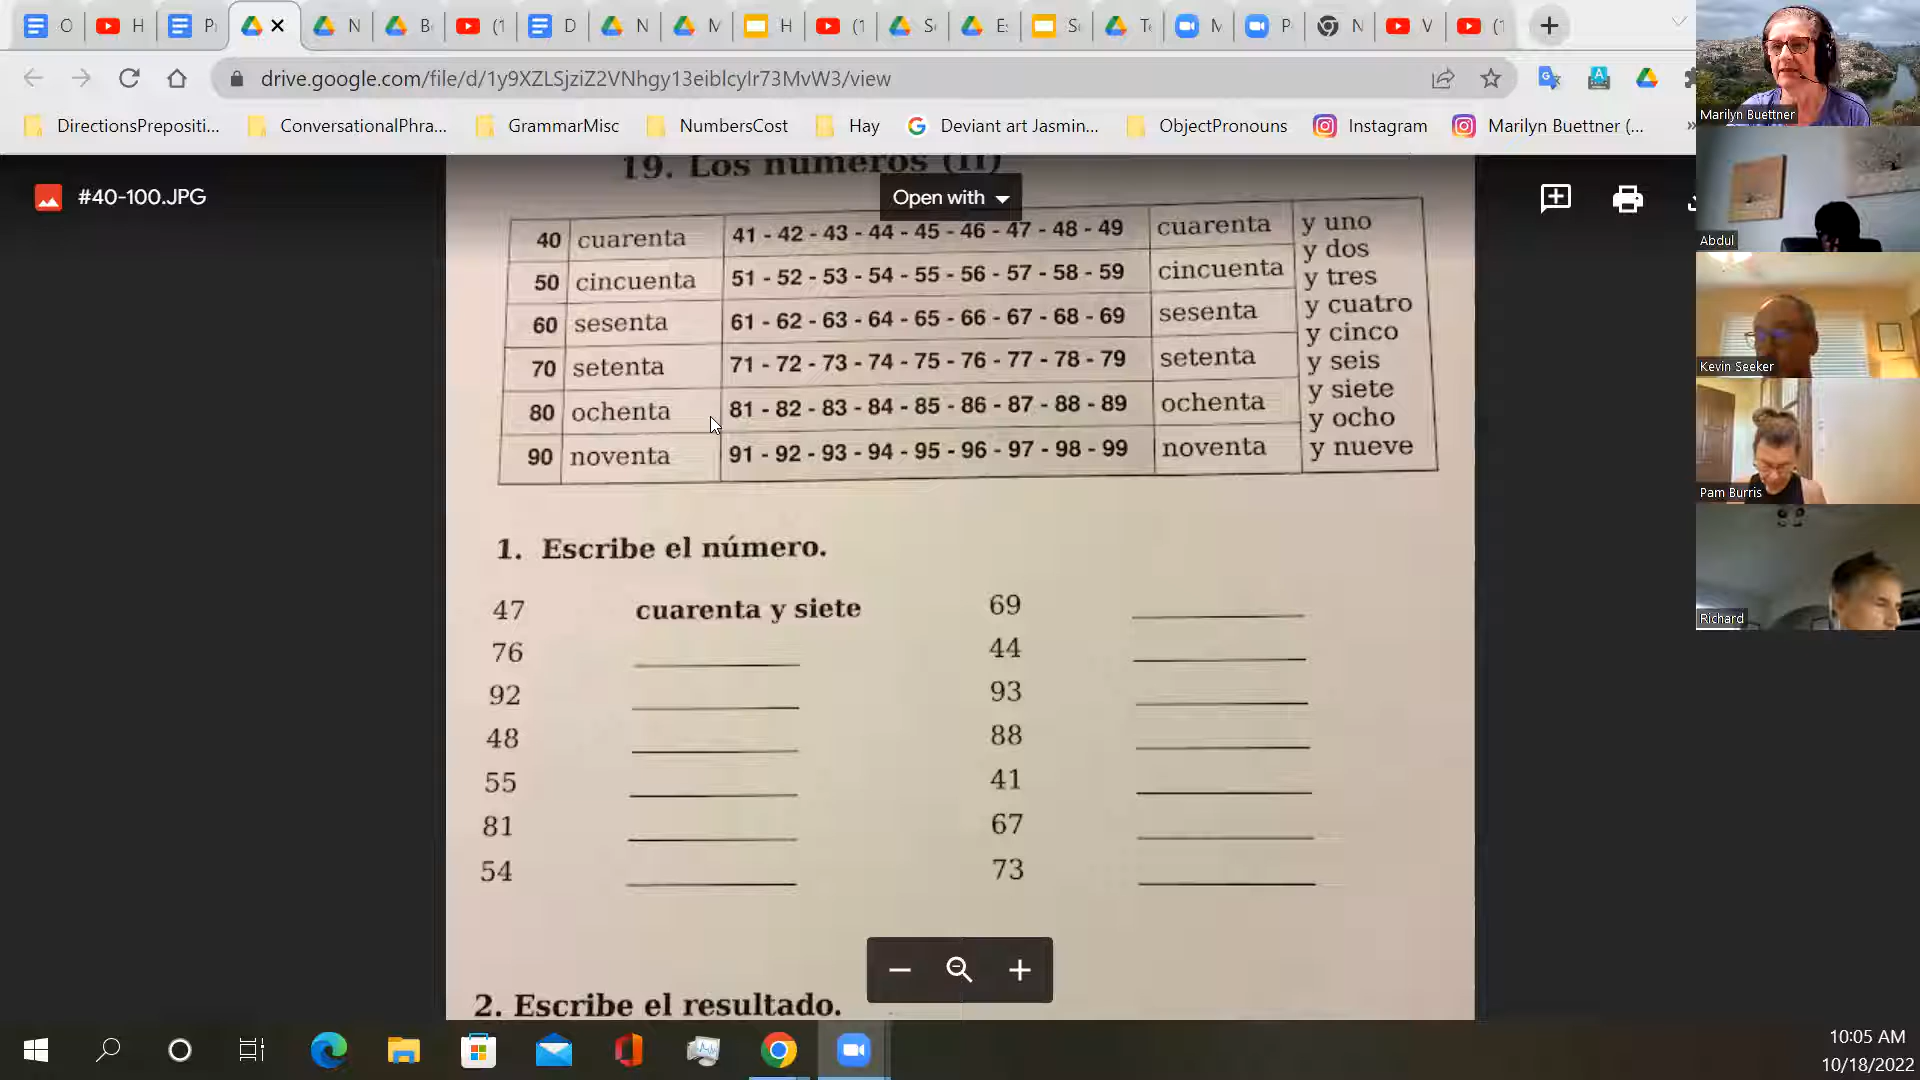 O
H
P
N
B
(1
D
N
M
H
(1
S
E
S
T
M
P
N
V
(1
drive.google.com/file/d/1y9XZLSjziZ2VNhgy13eiblcyIr73MvW3/view
DirectionsPrepositi...
ConversationalPhra...
GrammarMisc
NumbersCost
Hay
Deviant art Jasmin...
ObjectPronouns
Instagram
Marilyn Buettner (...
»
#40-100.JPG
Open with
19. Los números (II)
40 cuarenta 41 - 42 - 43 - 44 - 45 - 46 - 47 - 48 - 49 cuarenta
50 cincuenta 51 - 52 - 53 - 54 - 55 - 56 - 57 - 58 - 59 cincuenta
60 sesenta 61 - 62 - 63 - 64 - 65 - 66 - 67 - 68 - 69 sesenta
70 setenta 71 - 72 - 73 - 74 - 75 - 76 - 77 - 78 - 79 setenta
80 ochenta 81 - 82 - 83 - 84 - 85 - 86 - 87 - 88 - 89 ochenta
90 noventa 91 - 92 - 93 - 94 - 95 - 96 - 97 - 98 - 99 noventa
y uno
y dos
y tres
y cuatro
y cinco
y seis
y siete
y ocho
y nueve
1. Escribe el número.
47 cuarenta y siete
76
92
48
55
81
54
69
44
93
88
41
67
73
2. Escribe el resultado.
Marilyn Buettner
Abdul
Kevin Seeker
Pam Burris
Richard
10:05 AM
10/18/2022